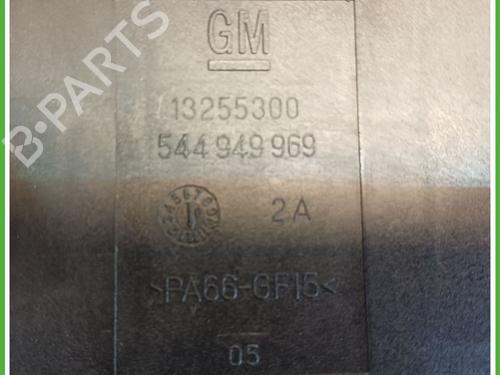 B-PARTS
GM
13255300
544 949 969
2A
>PA66-GF15<
05